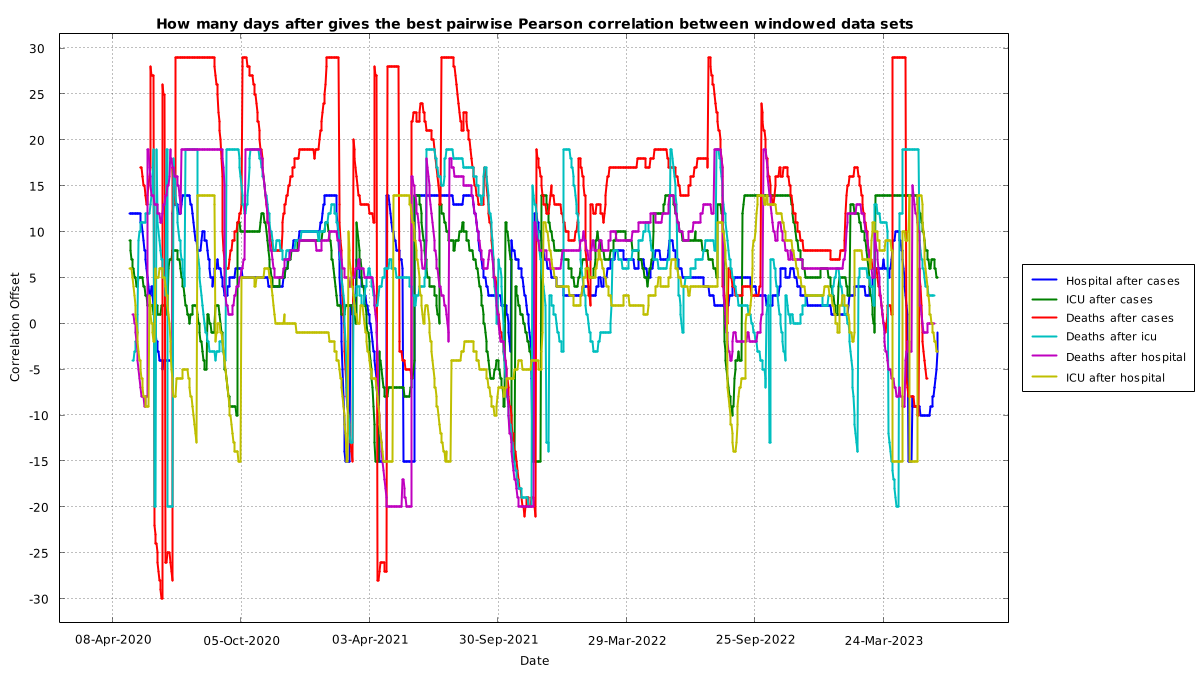 How many days after gives the best pairwise Pearson correlation between windowed data sets
30
25
20
15
10
5
0
-5
-10
-15
-20
-25
-30
Correlation Offset
08-Apr-2020
05-Oct-2020
03-Apr-2021
30-Sep-2021
29-Mar-2022
25-Sep-2022
24-Mar-2023
Date
Hospital after cases
ICU after cases
Deaths after cases
Deaths after icu
Deaths after hospital
ICU after hospital